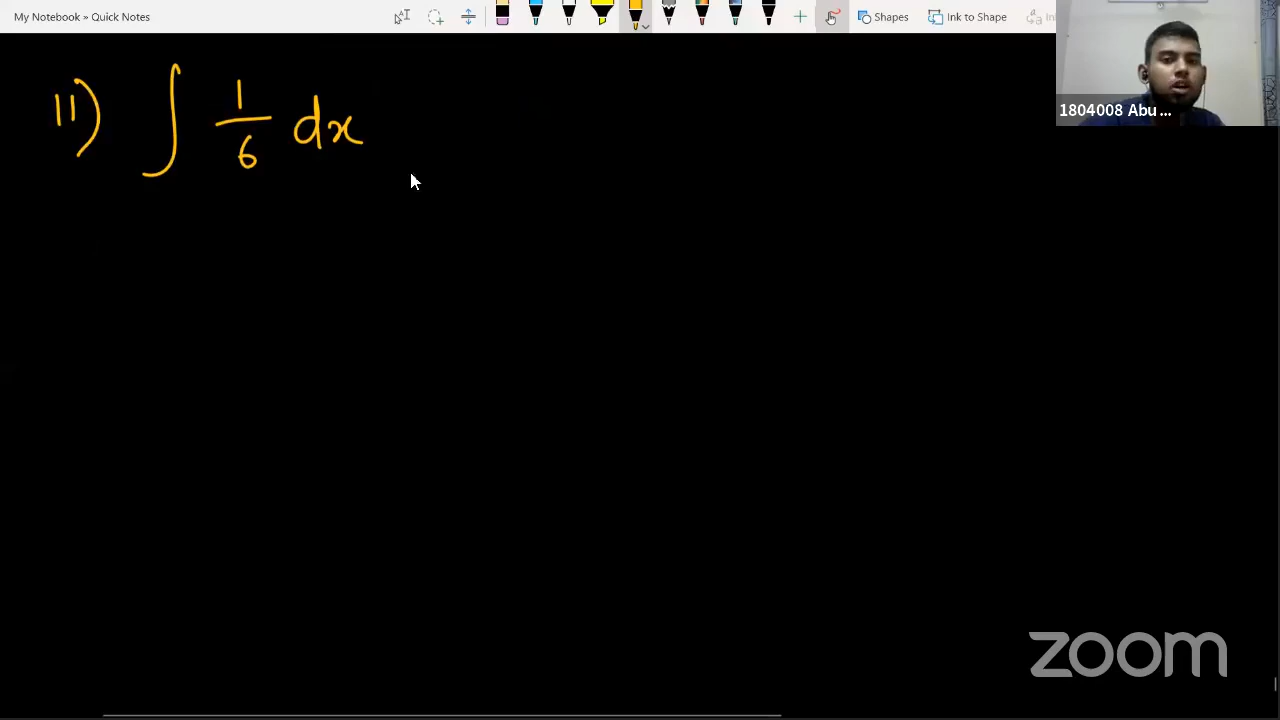 My Notebook » Quick Notes
Shapes
Ink to Shape
1804008 Abu ...
11) ∫ 1/6 dx
zoom